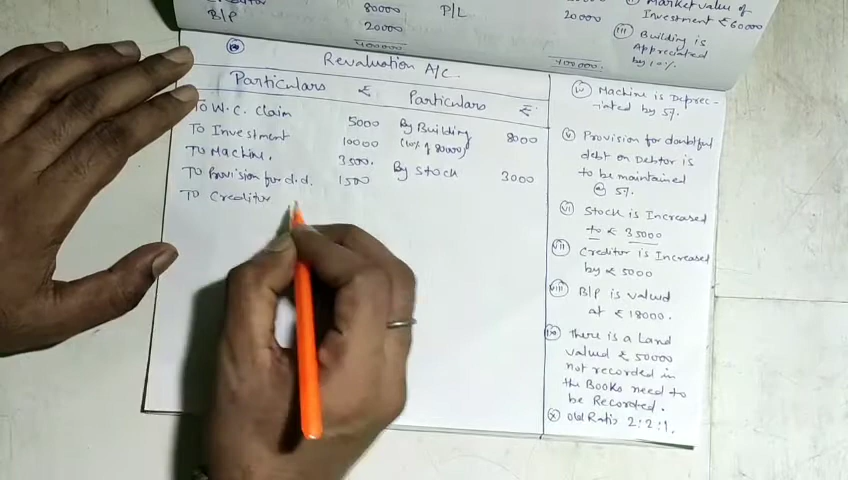 80000 P/L
B/P
20000
20000
400000
400000
Market value of
Investment ₹60000
(iii) Building is
Appreciated
by 10%.
Revaluation A/c
Particulars ₹ Particulars ₹
To W.C. Claim 5000 By Building 8000
(10% of 80000)
To Investment 10000
To Machine. 3500. By Stock 3000
To Provision for d.d. 1500
To Creditor
(iv) Machine is Deprec-
iated by 5%.
(v) Provision for doubtful
debt on Debtor is
to be maintained
@ 5%.
(vi) Stock is Increased
to ₹ 35000
(vii) Creditor is Increased
by ₹ 5000
(viii) B/P is valued
at ₹ 18000.
(ix) There is a Land
valued ₹ 50000
not recorded in
the Books need to
be Recorded.
(x) Old Ratio 2:2:1.